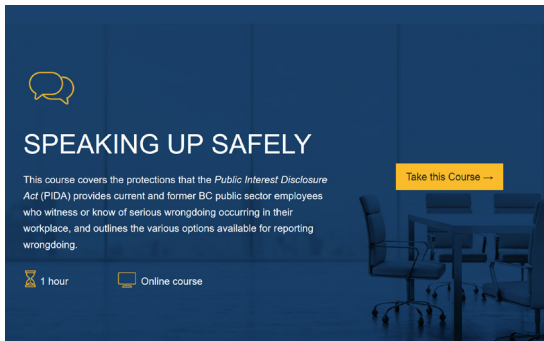 SPEAKING UP SAFELY
This course covers the protections that the Public Interest Disclosure
Act (PIDA) provides current and former BC public sector employees
who witness or know of serious wrongdoing occurring in their
workplace, and outlines the various options available for reporting
wrongdoing.
Take this Course →
1 hour
Online course